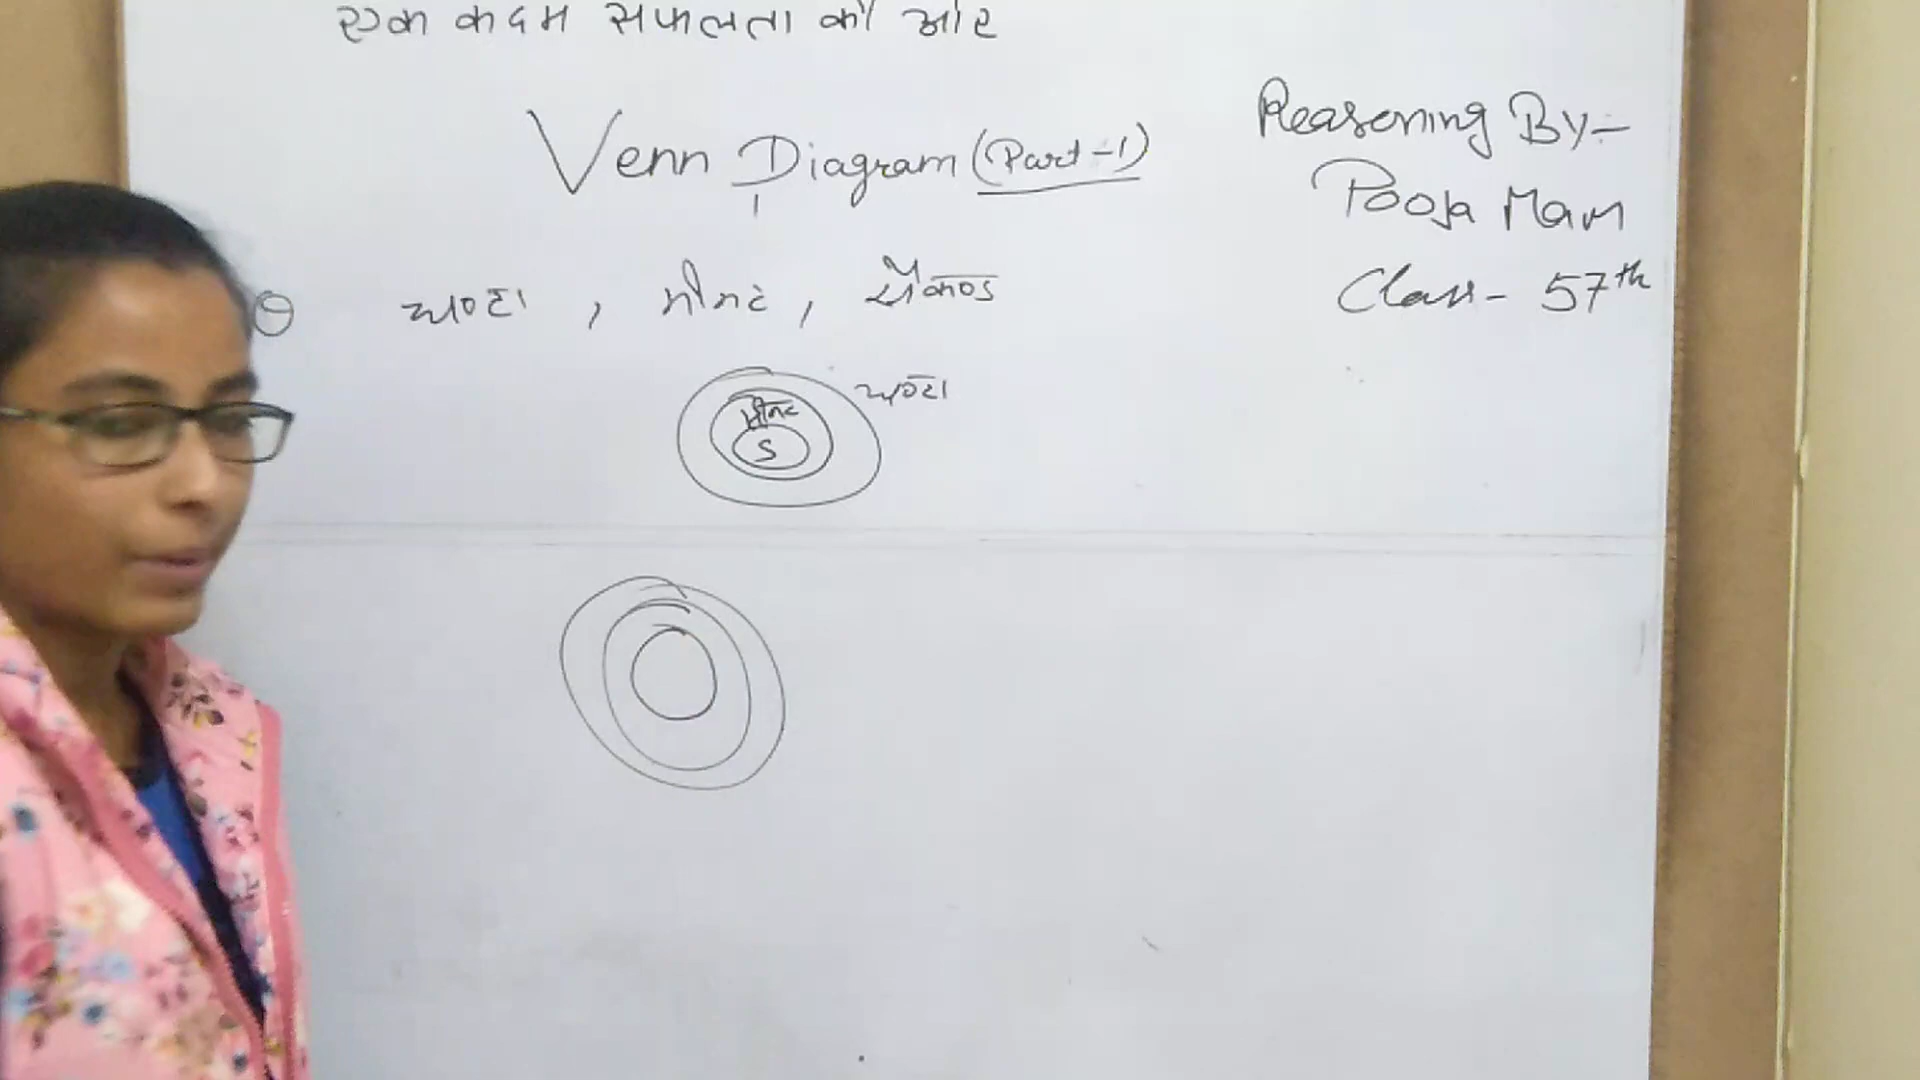 एक कदम सफलता की ओर
Venn Diagram (Part-1)
Reasoning By-
Pooja Mam
Class- 57th
घण्टा , मीनट , सैकण्ड
घण्टा
मीनट
S